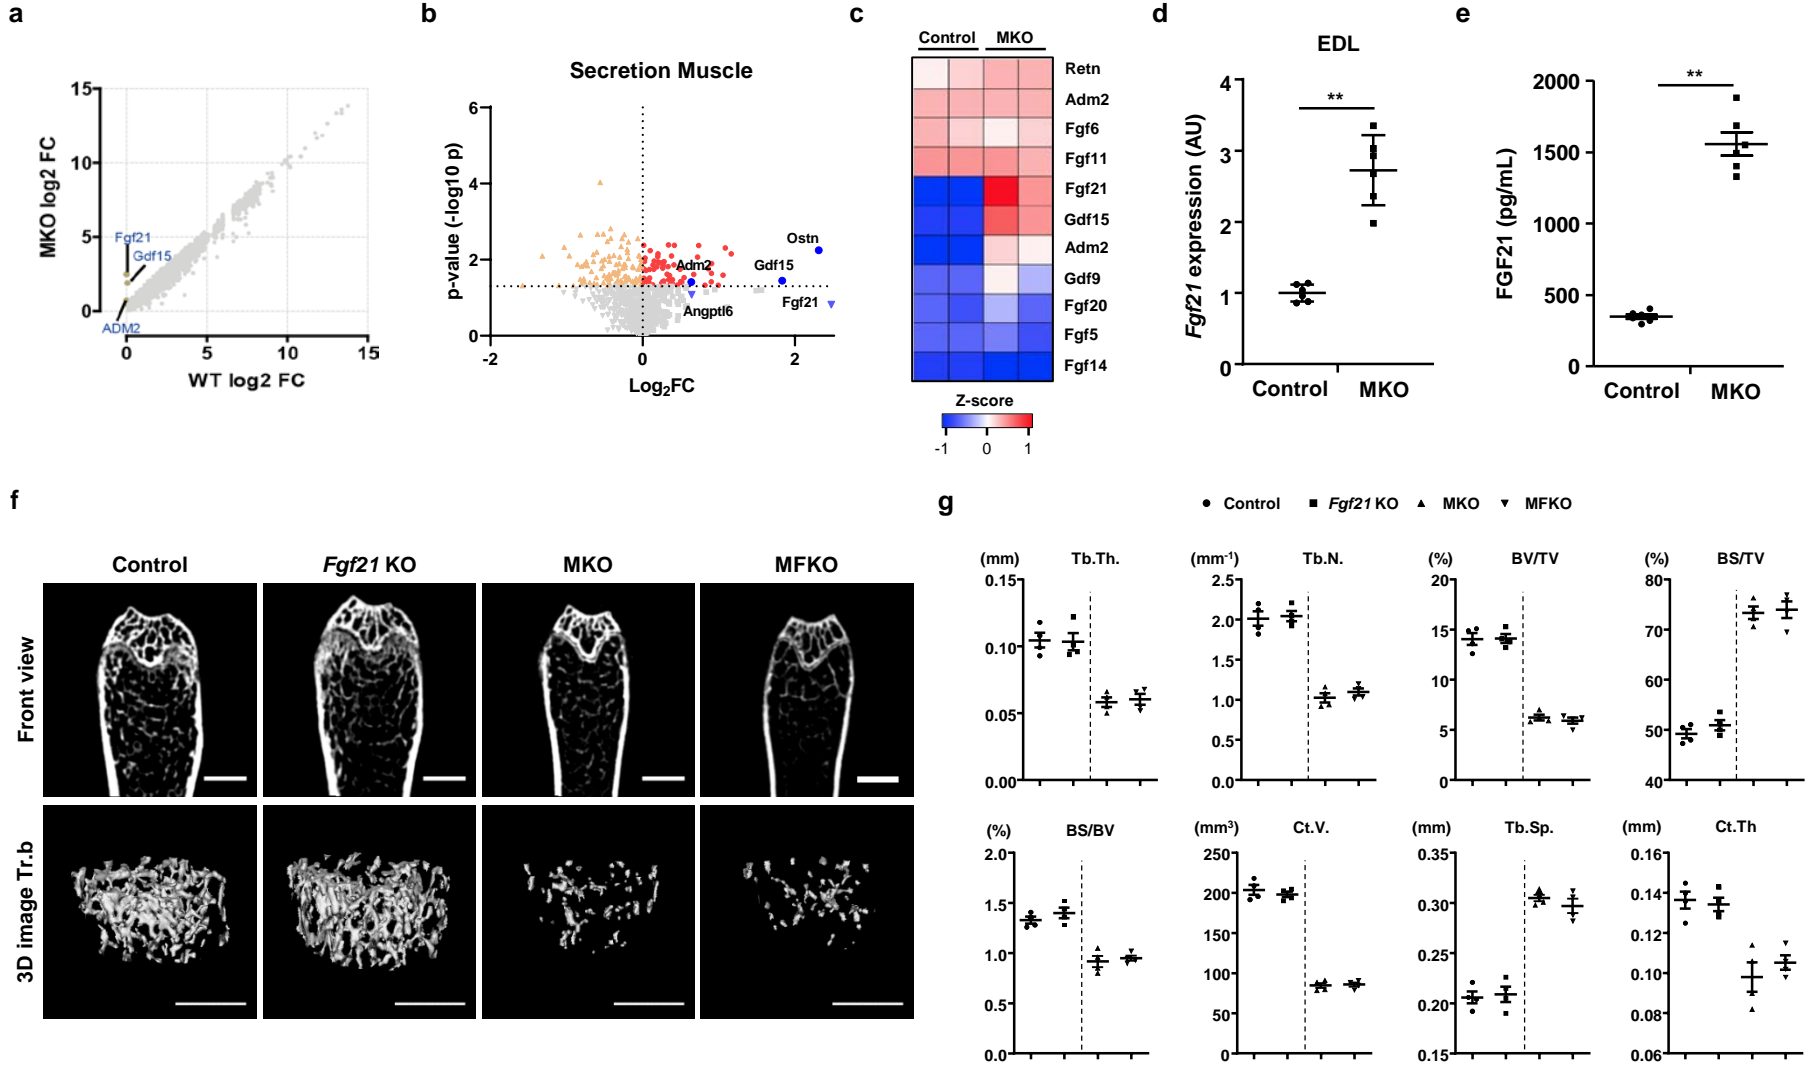 a
MKO log2 FC
15
10
5
0
Fgf21
Gdf15
ADM2
0
5
10
15
WT log2 FC
b
Secretion Muscle
p-value (-log10 p)
6
4
2
0
Ostn
Adm2
Gdf15
Angptl6
Fgf21
-2
0
2
Log2FC
c
Control
MKO
Retn
Adm2
Fgf6
Fgf11
Fgf21
Gdf15
Adm2
Gdf9
Fgf20
Fgf5
Fgf14
Z-score
-1
0
1
d
EDL
Fgf21 expression (AU)
4
3
2
1
0
**
Control
MKO
e
FGF21 (pg/mL)
2000
1500
1000
500
0
**
Control
MKO
f
Control
Fgf21 KO
MKO
MFKO
Front view
3D image Tr.b
g
Control
Fgf21 KO
MKO
MFKO
(mm)
Tb.Th.
0.15
0.10
0.05
0.00
(mm-1)
Tb.N.
2.5
2.0
1.5
1.0
0.5
0.0
(%)
BV/TV
20
15
10
5
0
(%)
BS/TV
80
70
60
50
40
(%)
BS/BV
2.0
1.5
1.0
0.5
0.0
(mm3)
Ct.V.
250
200
150
100
50
0
(mm)
Tb.Sp.
0.35
0.30
0.25
0.20
0.15
(mm)
Ct.Th
0.16
0.14
0.12
0.10
0.08
0.06